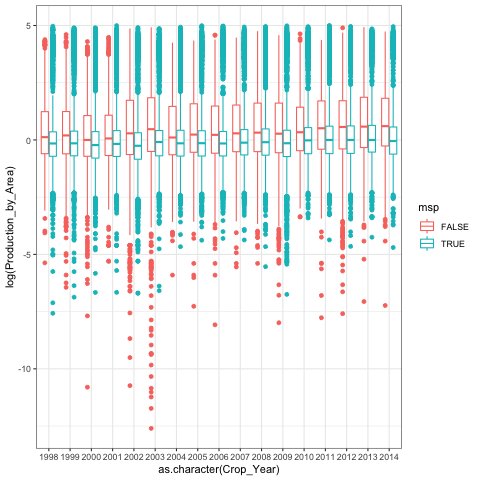 5
0
-5
-10
log(Production_by_Area)
1998 1999 2000 2001 2002 2003 2004 2005 2006 2007 2008 2009 2010 2011 2012 2013 2014
as.character(Crop_Year)
msp
FALSE
TRUE